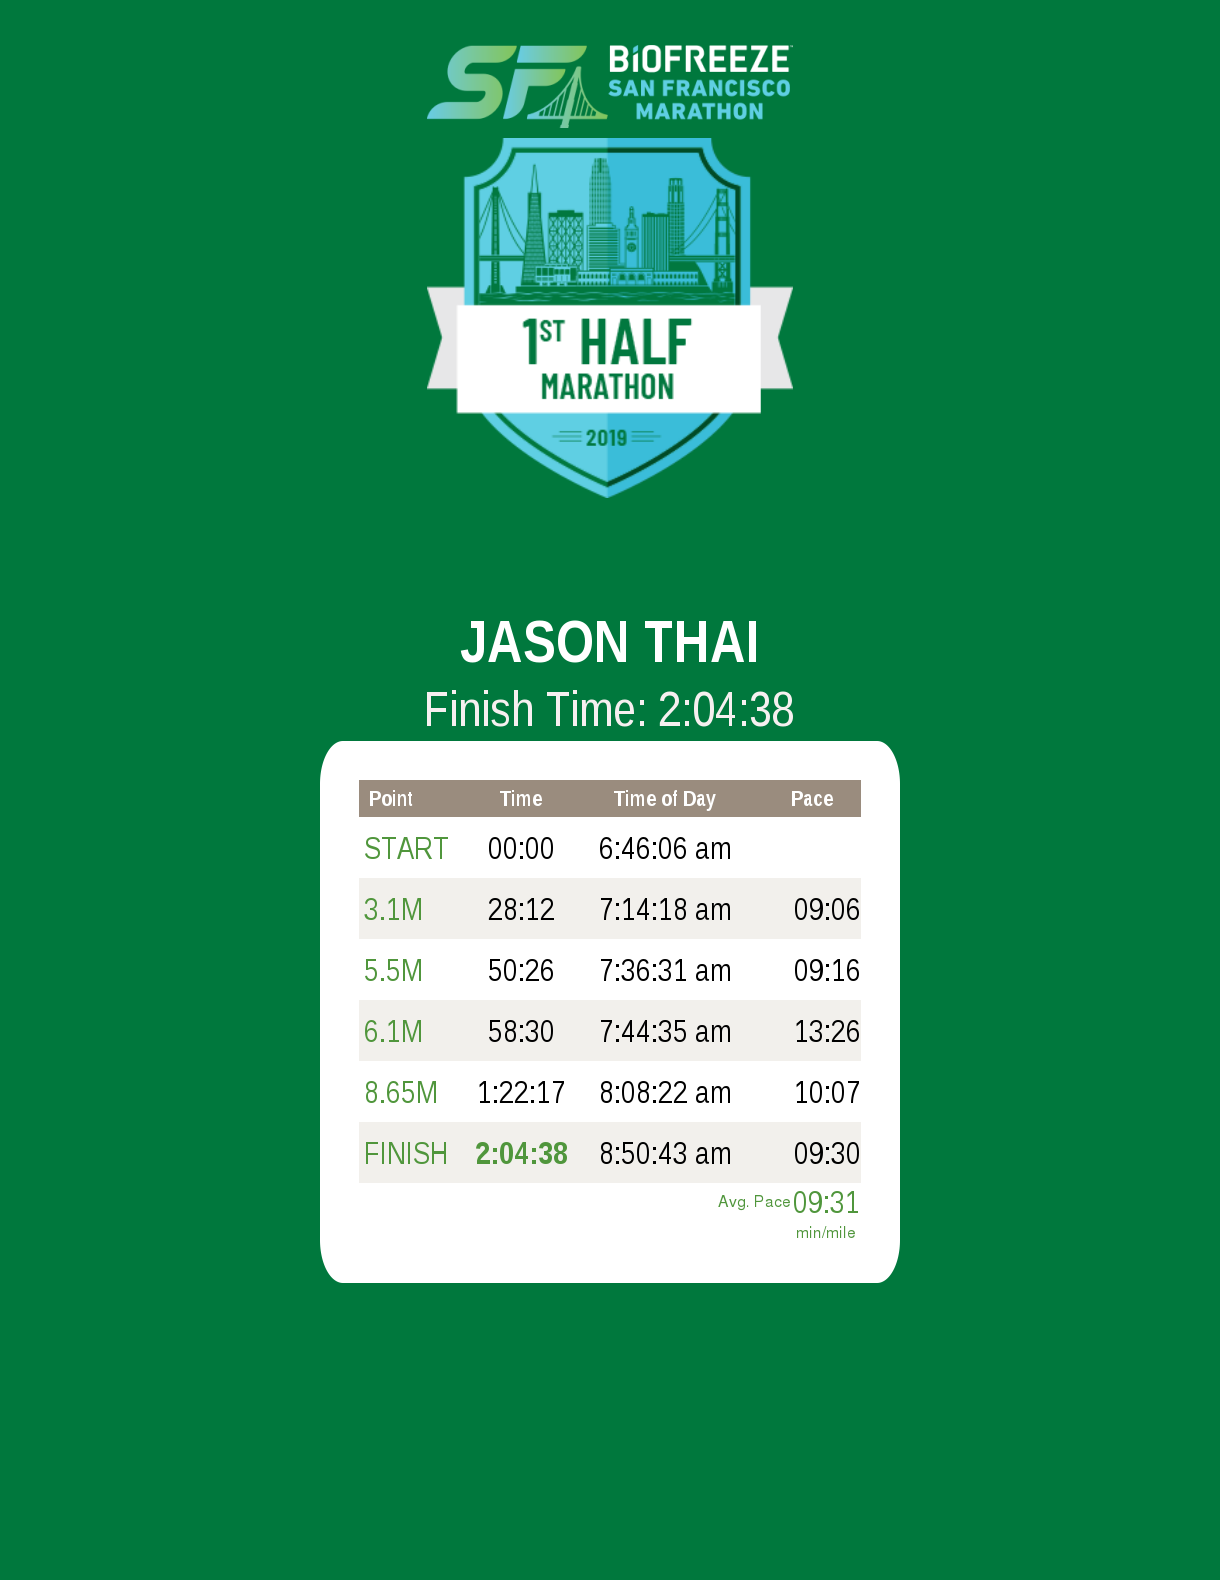 SF
BiOFREEZE
SAN FRANCISCO
MARATHON
1ST HALF
MARATHON
2019
JASON THAI
Finish Time: 2:04:38
Point Time Time of Day Pace
START 00:00 6:46:06 am
3.1M 28:12 7:14:18 am 09:06
5.5M 50:26 7:36:31 am 09:16
6.1M 58:30 7:44:35 am 13:26
8.65M 1:22:17 8:08:22 am 10:07
FINISH 2:04:38 8:50:43 am 09:30
Avg. Pace 09:31
min/mile